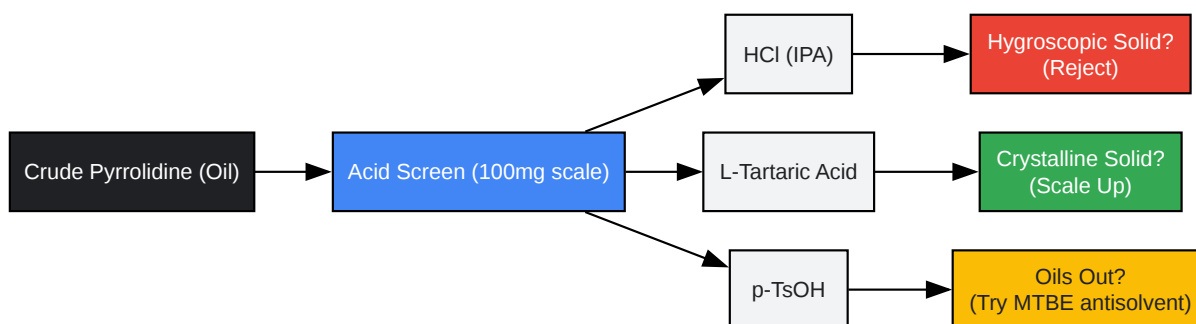 Crude Pyrrolidine (Oil)
Acid Screen (100mg scale)
HCl (IPA)
Hygroscopic Solid?
(Reject)
L-Tartaric Acid
Crystalline Solid?
(Scale Up)
p-TsOH
Oils Out?
(Try MTBE antisolvent)